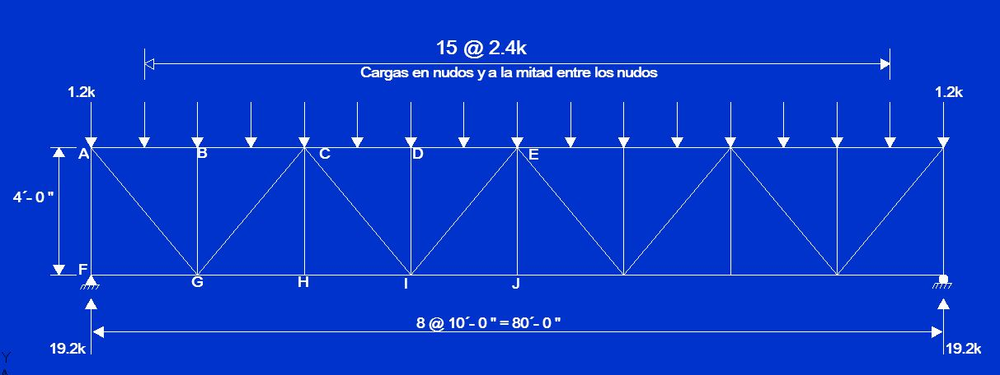 15 @ 2.4k
Cargas en nudos y a la mitad entre los nudos
1.2k
1.2k
A
B
C
D
E
4´- 0 "
F
G
H
I
J
8 @ 10´- 0 " = 80´- 0 "
19.2k
19.2k
Y